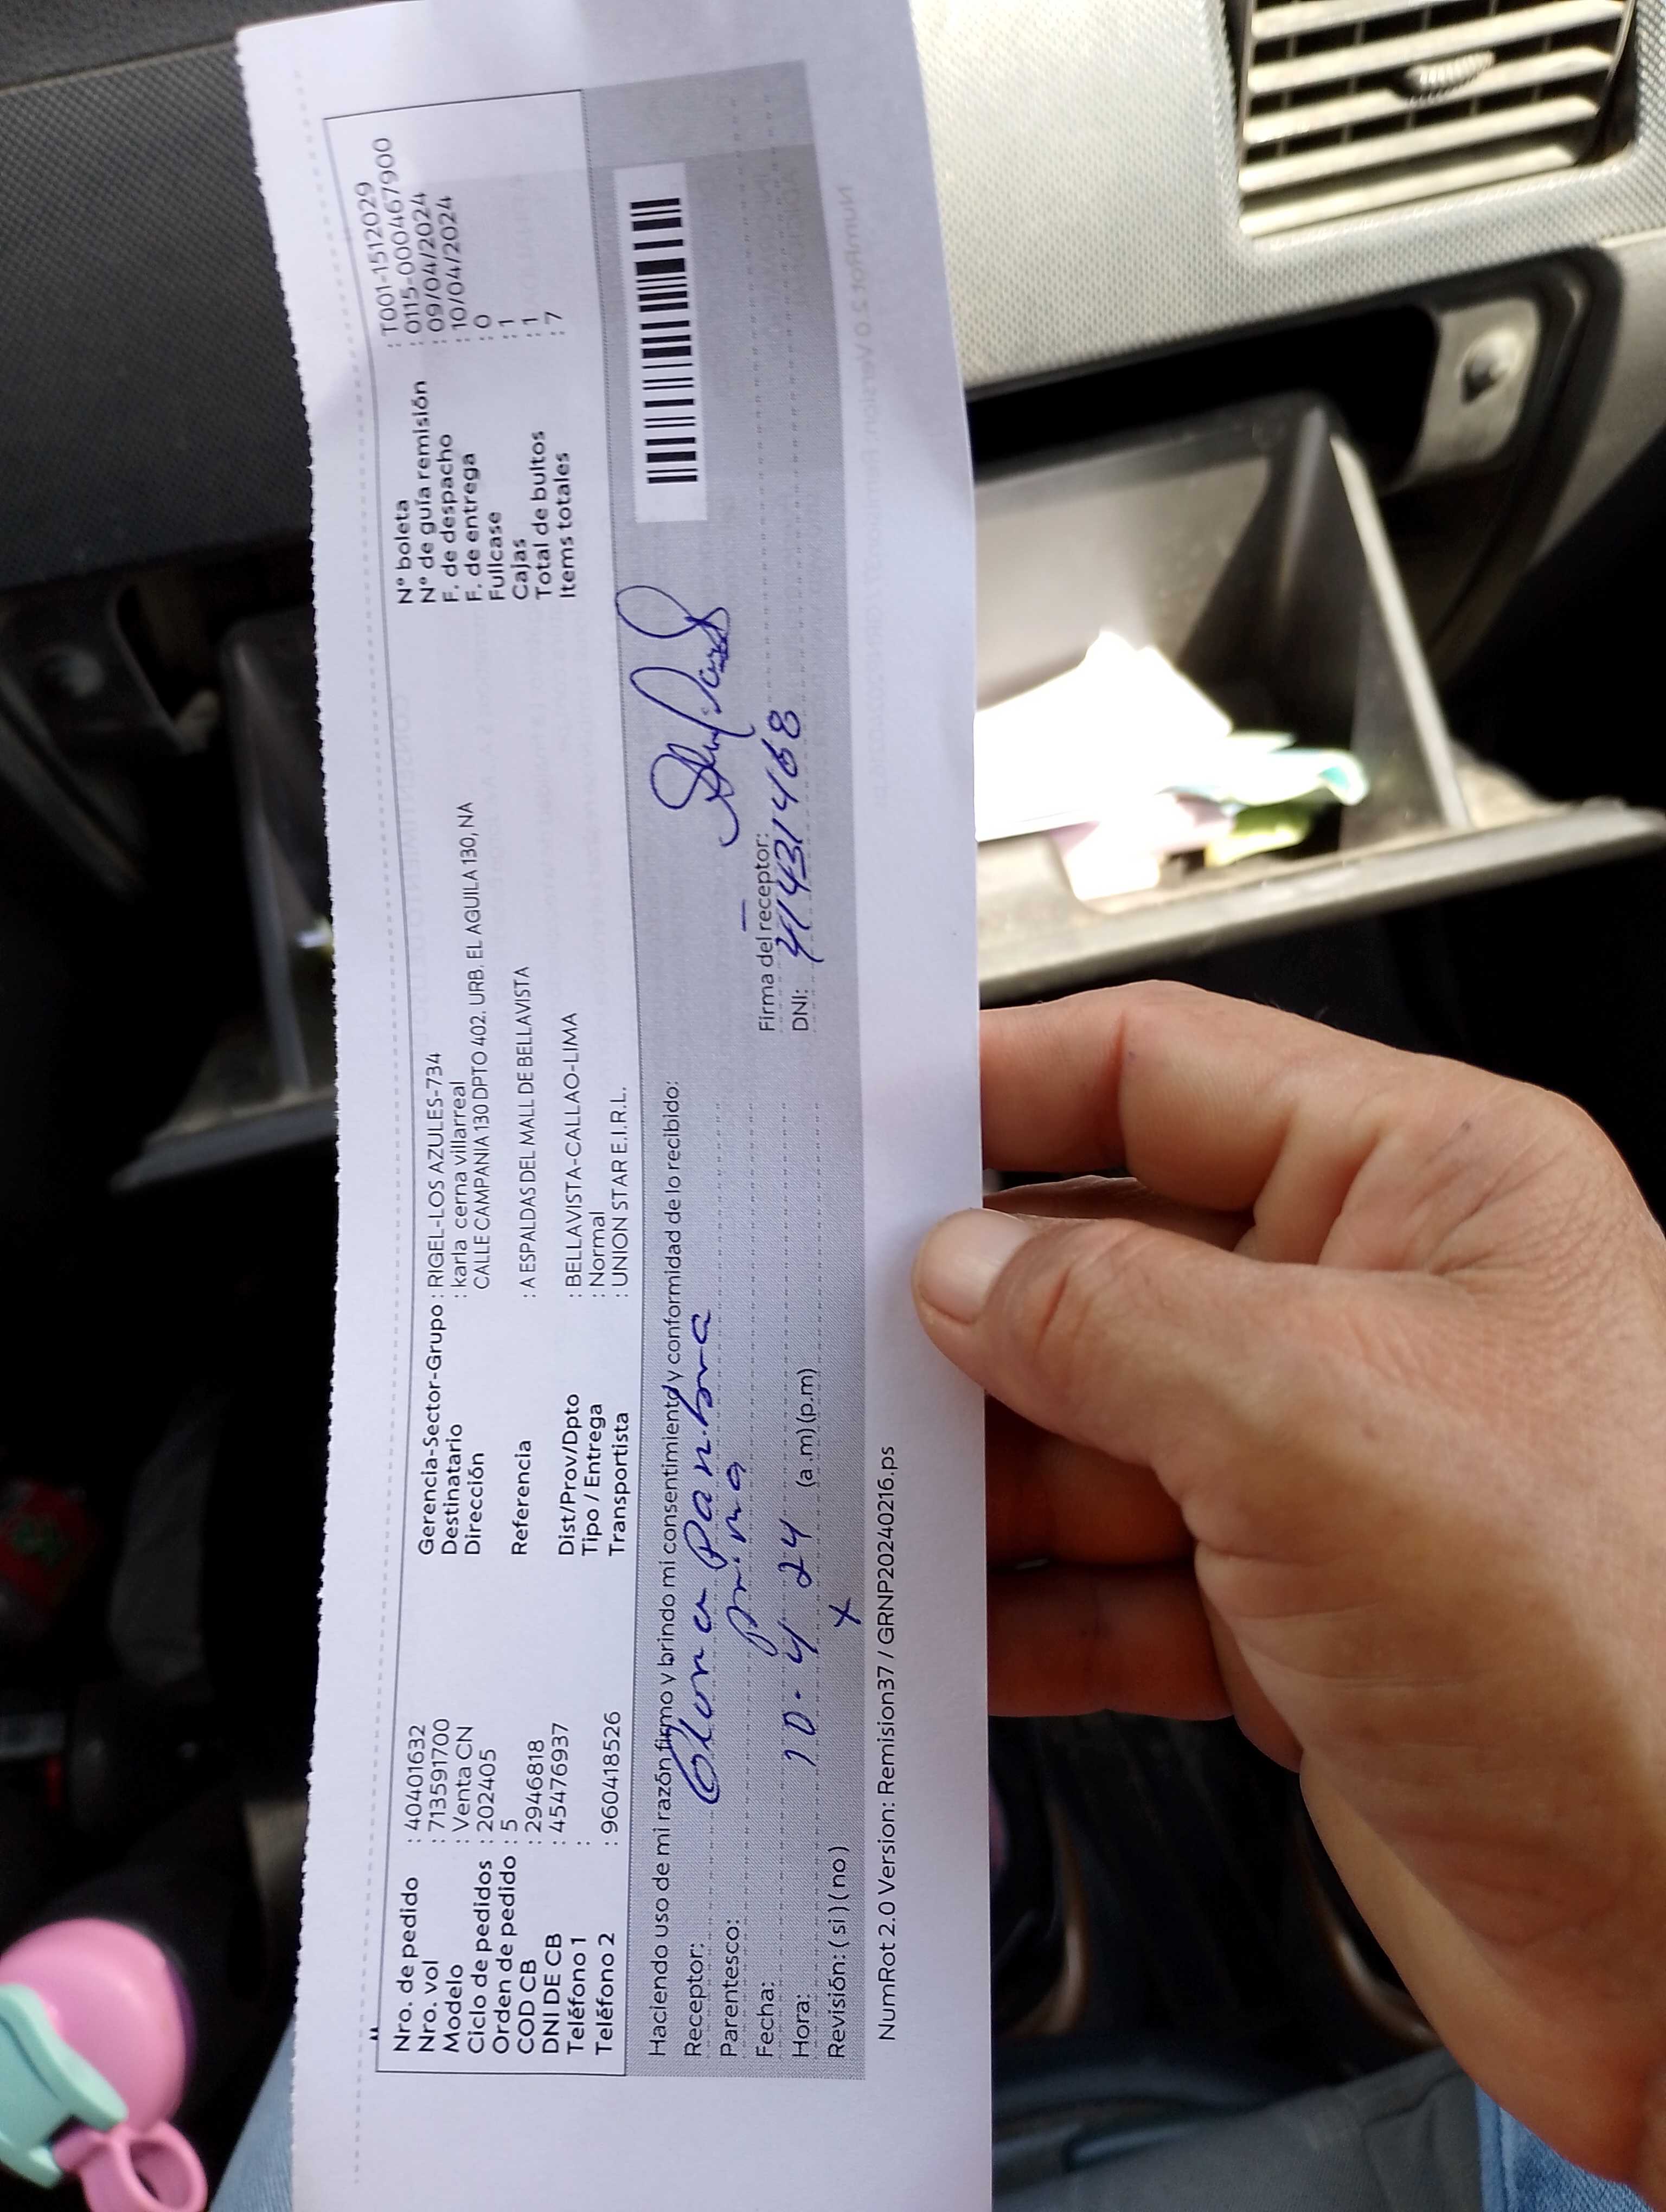 Nro. de pedido : 40401632
Nro. vol : 713591700
Modelo : Venta CN
Ciclo de pedidos : 202405
Orden de pedido : 5
COD CB : 2946818
DNI DE CB : 45476937
Teléfono 1 :
Teléfono 2 : 960418526
Gerencia-Sector-Grupo : RIGEL-LOS AZULES-734
Destinatario : karla cerna villarreal
Dirección CALLE CAMPANIA 130 DPTO 402. URB. EL AGUILA 130, NA
Referencia : A ESPALDAS DEL MALL DE BELLAVISTA
Dist/Prov/Dpto : BELLAVISTA-CALLAO-LIMA
Tipo / Entrega : Normal
Transportista : UNION STAR E.I.R.L.
N° boleta : T001-1512029
N° de guía remisión : 0115-000467900
F. de despacho : 09/04/2024
F. de entrega : 10/04/2024
Fullcase : 0
Cajas : 1
Total de bultos : 1
Items totales : 7
Haciendo uso de mi razón firmo y brindo mi consentimiento y conformidad de lo recibido:
Receptor:
Parentesco: prima
Fecha: 10. 4 24
Hora: (a.m) (p.m)
Revisión: ( si ) ( no ) x
Firma del receptor:
DNI: 41431468
NumRot 2.0 Version: Remision37 / GRNP20240216.ps